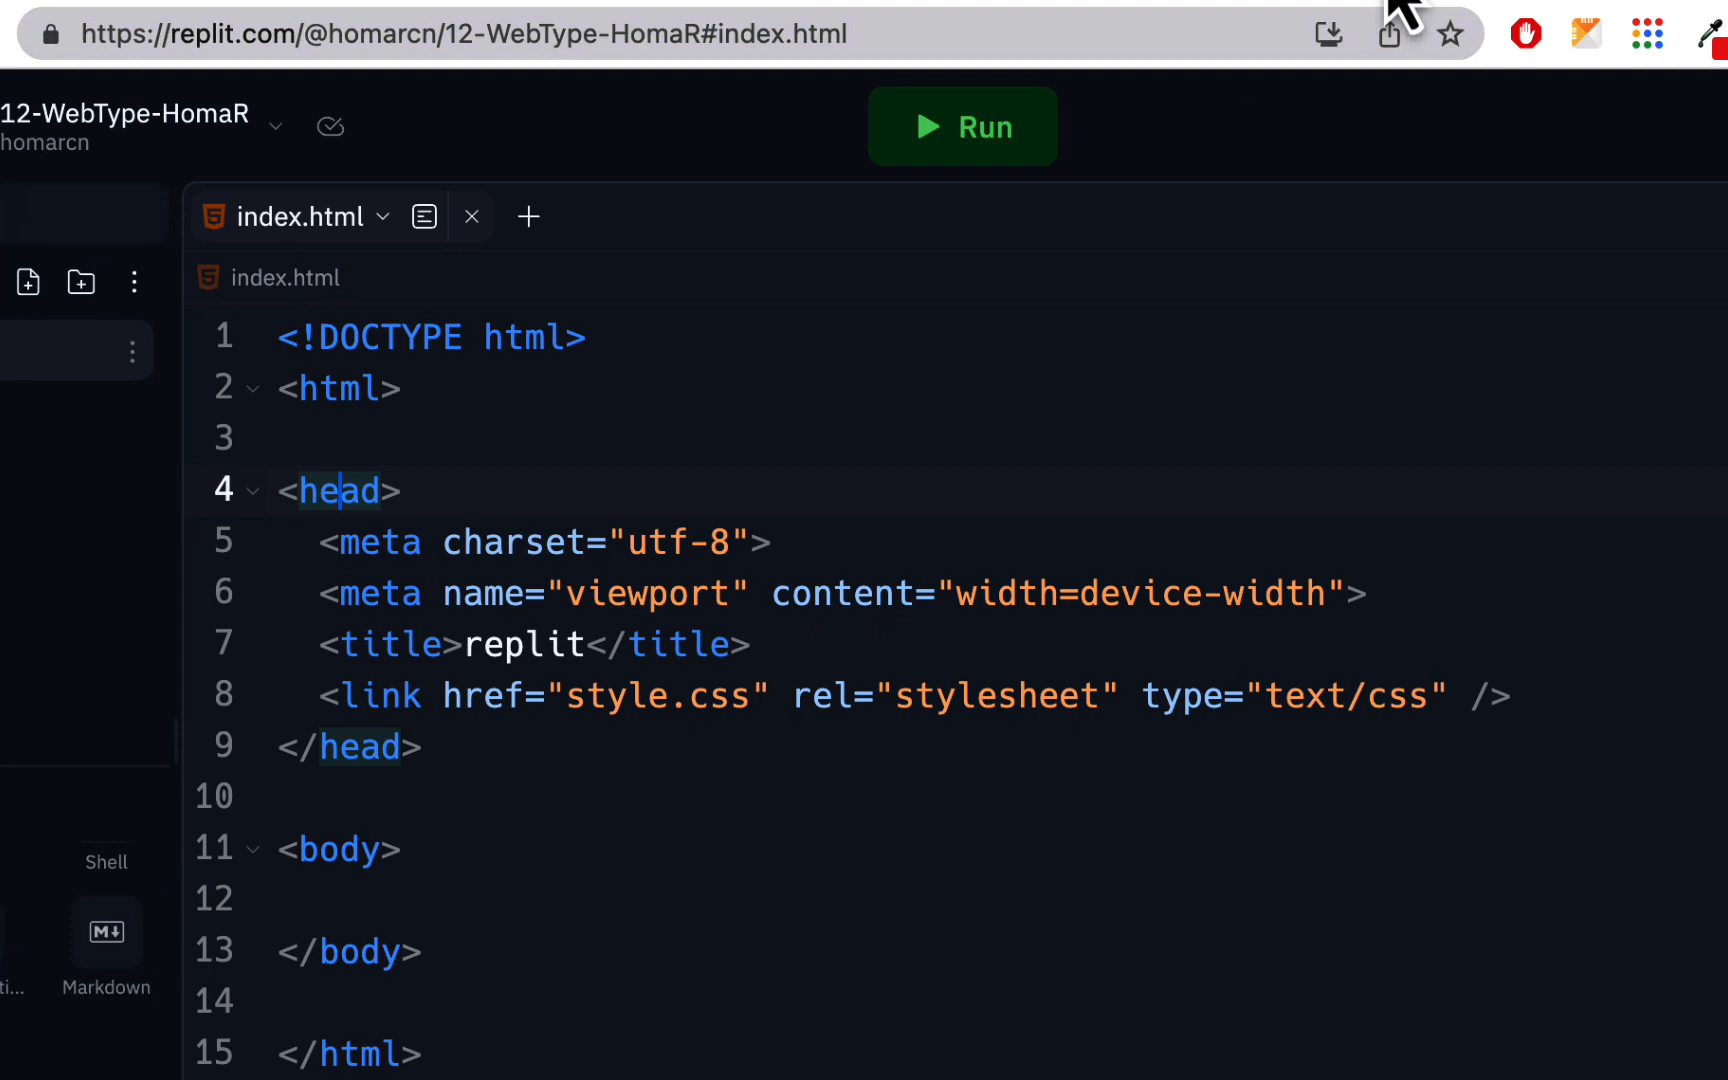 https://replit.com/@homarcn/12-WebType-HomaR#index.html
12-WebType-HomaR
homarcn
Run
index.html
index.html
1 <!DOCTYPE html>
2 <html>
3
4 <head>
5 <meta charset="utf-8">
6 <meta name="viewport" content="width=device-width">
7 <title>replit</title>
8 <link href="style.css" rel="stylesheet" type="text/css" />
9 </head>
10
11 <body>
12
13 </body>
14
15 </html>
Shell
M↓
ti...
Markdown